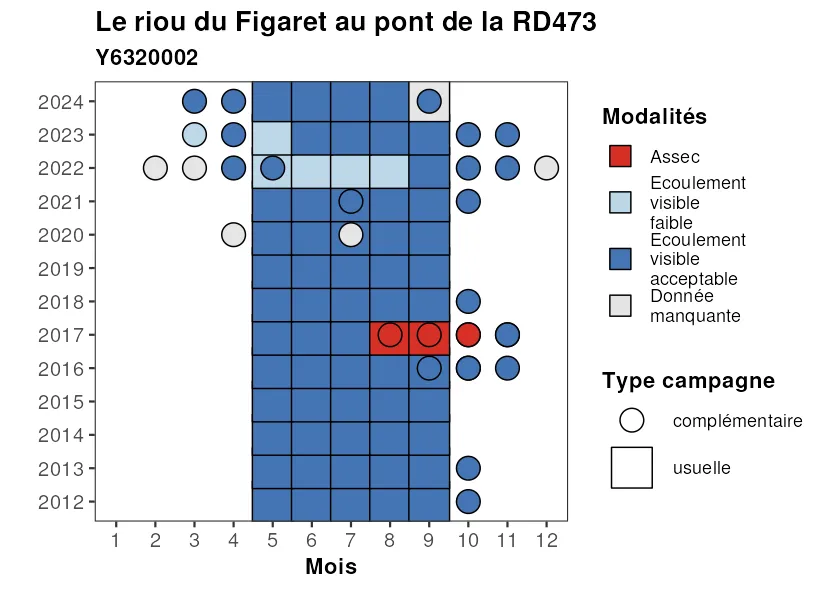 Le riou du Figaret au pont de la RD473
Y6320002
2024
2023
2022
2021
2020
2019
2018
2017
2016
2015
2014
2013
2012
1 2 3 4 5 6 7 8 9 10 11 12
Mois
Modalités
Assec
Ecoulement
visible
faible
Ecoulement
visible
acceptable
Donnée
manquante
Type campagne
complémentaire
usuelle